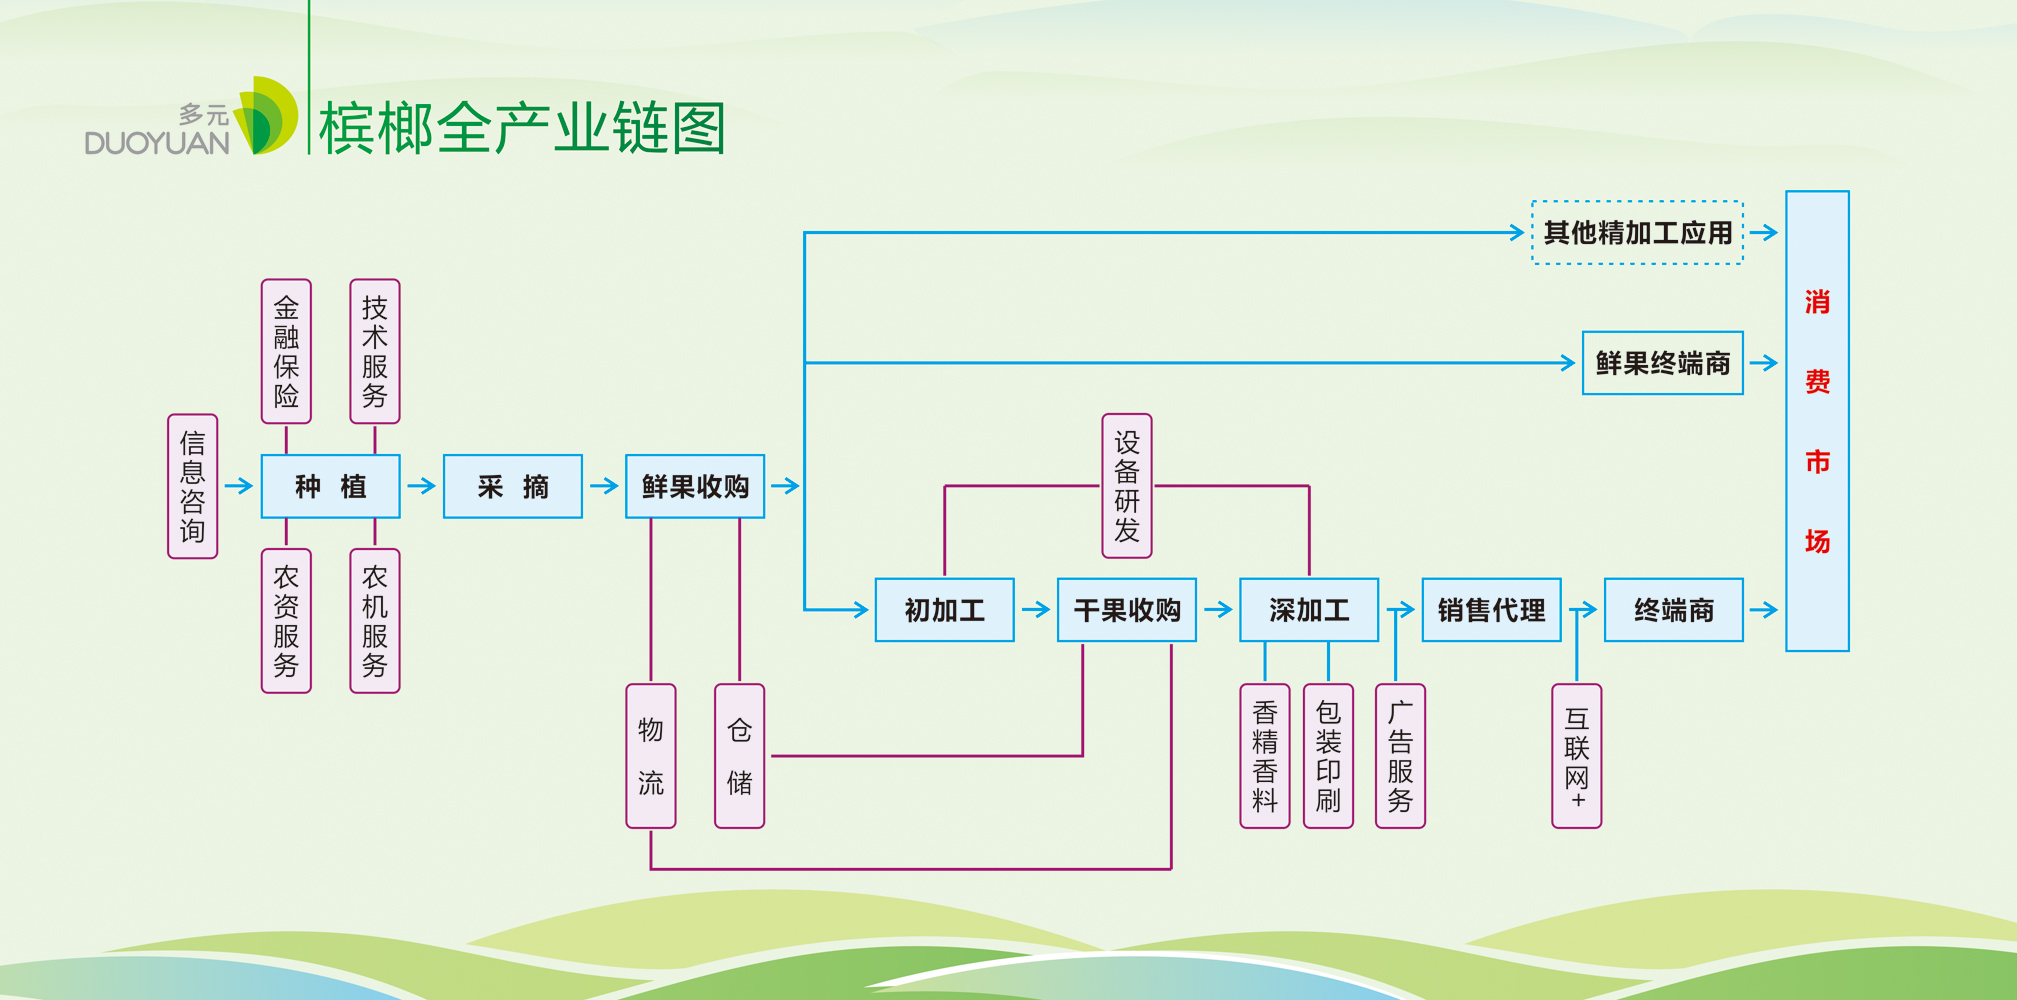 多元
DUOYUAN
槟榔全产业链图
其他精加工应用
鲜果终端商
消费市场
金融保险
技术服务
信息咨询
种植
采摘
鲜果收购
设备研发
农资服务
农机服务
初加工
干果收购
深加工
销售代理
终端商
物流
仓储
香精香料
包装印刷
广告服务
互联网+